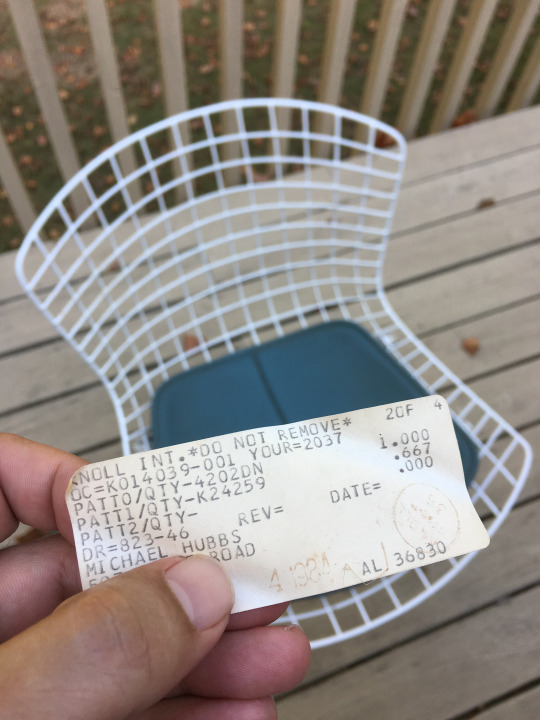 KNOLL INT.*DO NOT REMOVE* 2OF 4
OC=K014039-001 YOUR=2037
PATT0/QTY-4202DN 1.000
PATT1/QTY-K24259 .667
PATT2/QTY- .000
DR=823-46 REV= DATE=
MICHAEL HUBBS
ROAD
AL 36830